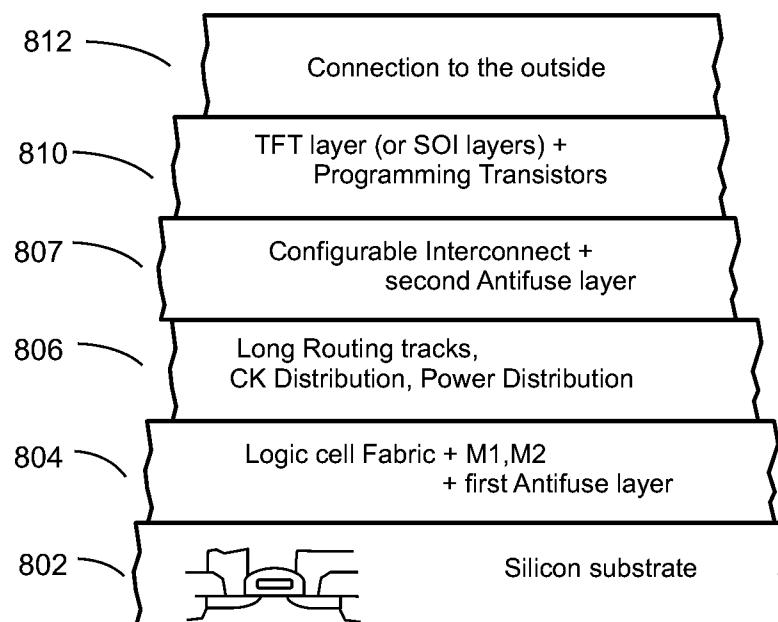 812
Connection to the outside
810
TFT layer (or SOI layers) +
Programming Transistors
807
Configurable Interconnect +
second Antifuse layer
806
Long Routing tracks,
CK Distribution, Power Distribution
804
Logic cell Fabric + M1,M2
+ first Antifuse layer
802
Silicon substrate